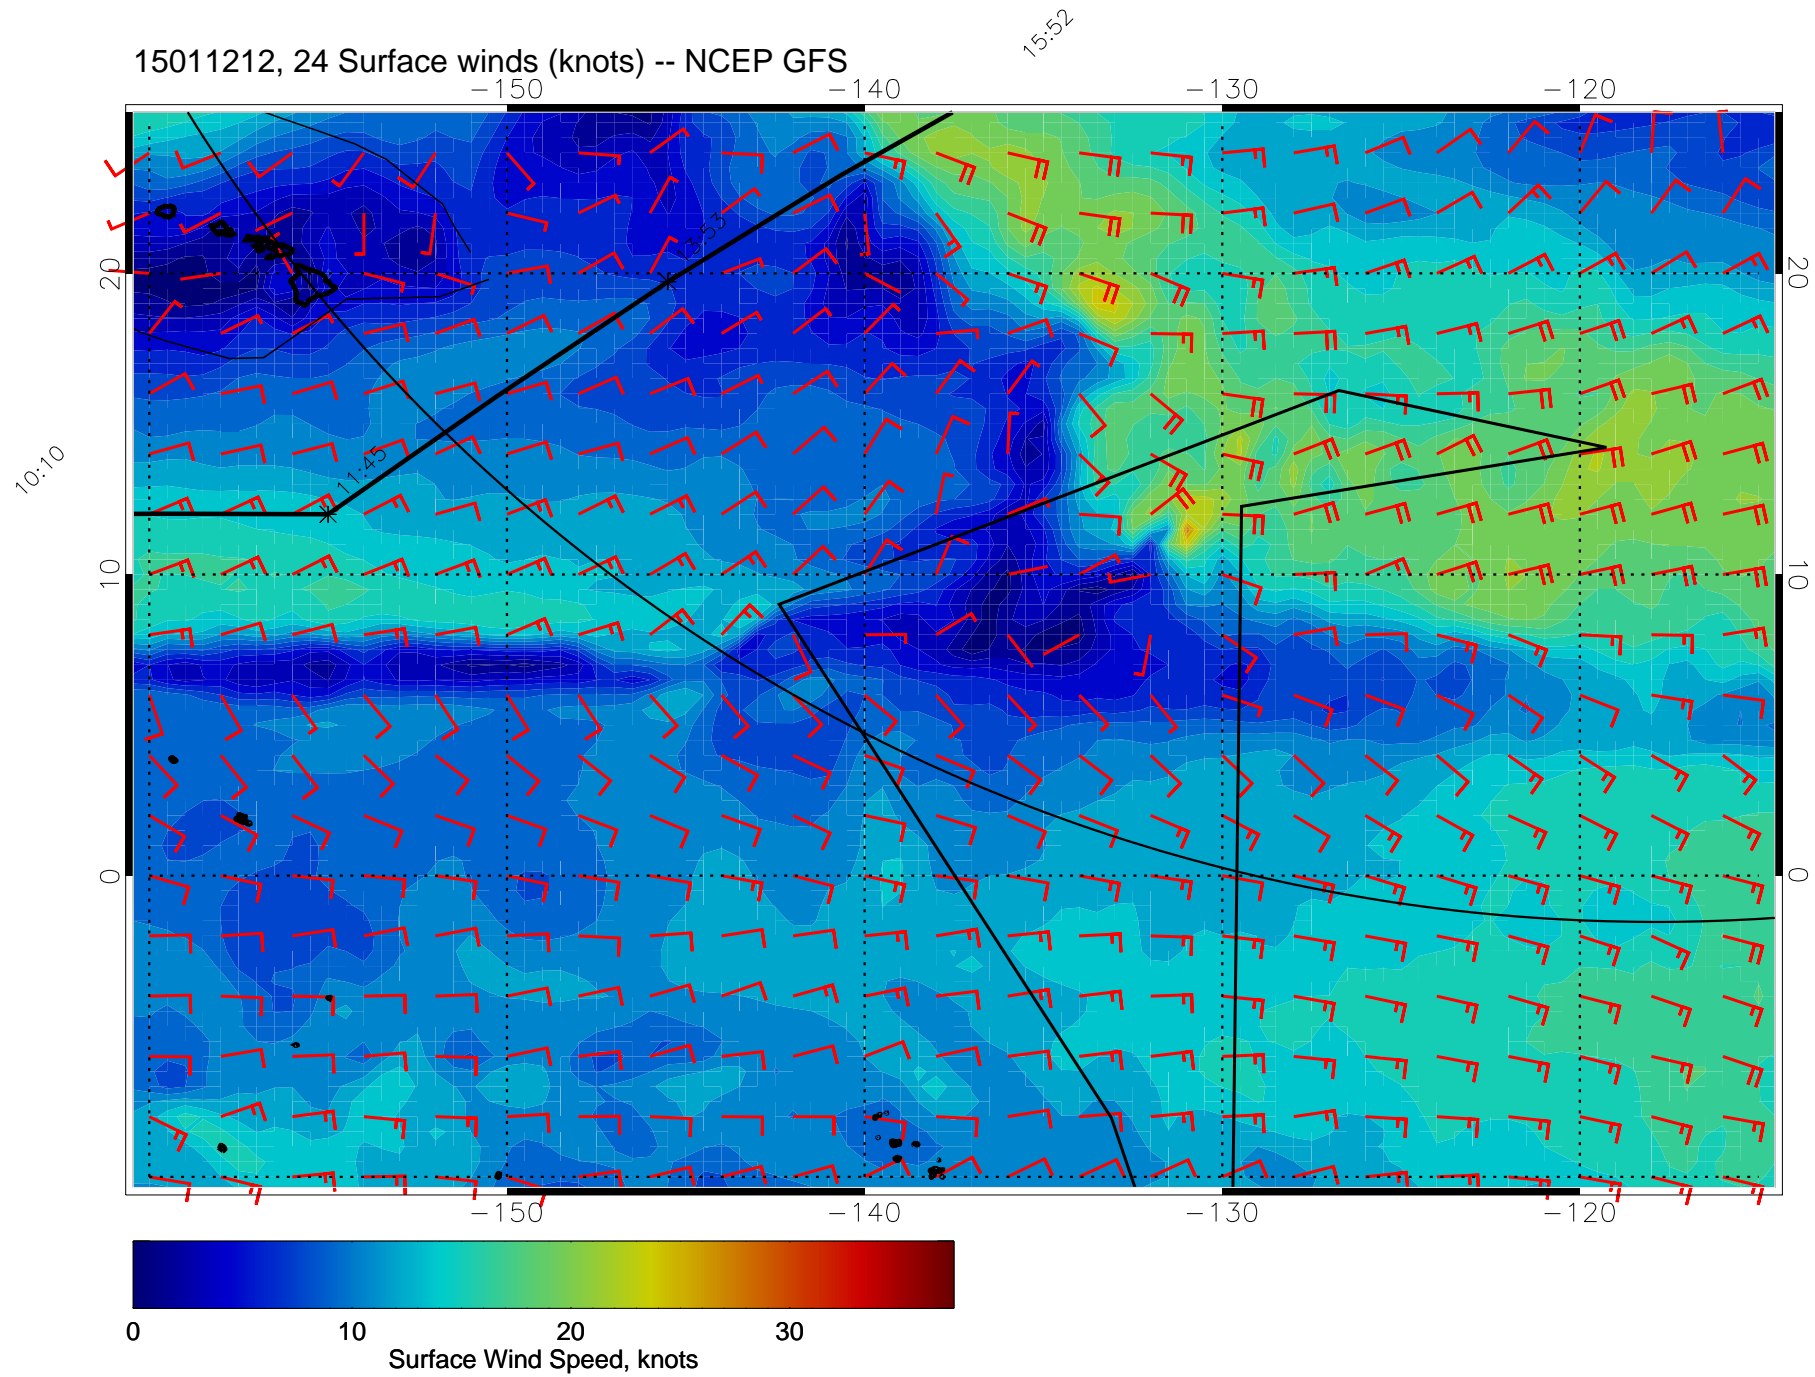 15:52
15011212, 24 Surface winds (knots) -- NCEP GFS
-150 -140 -130 -120
13:53
20 20
10:10
11:45
10 10
0 0
-150 -140 -130 -120
0 10 20 30
Surface Wind Speed, knots